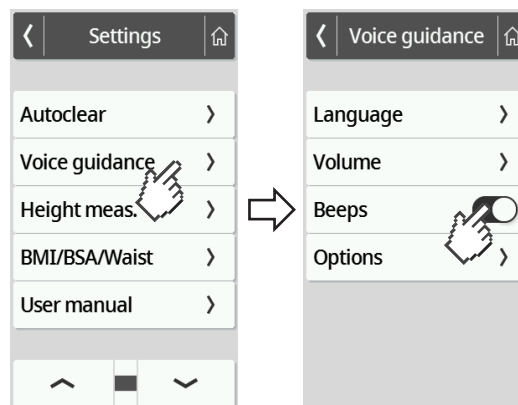 Settings
Autoclear
Voice guidance
Height meas.
BMI/BSA/Waist
User manual
Voice guidance
Language
Volume
Beeps
Options